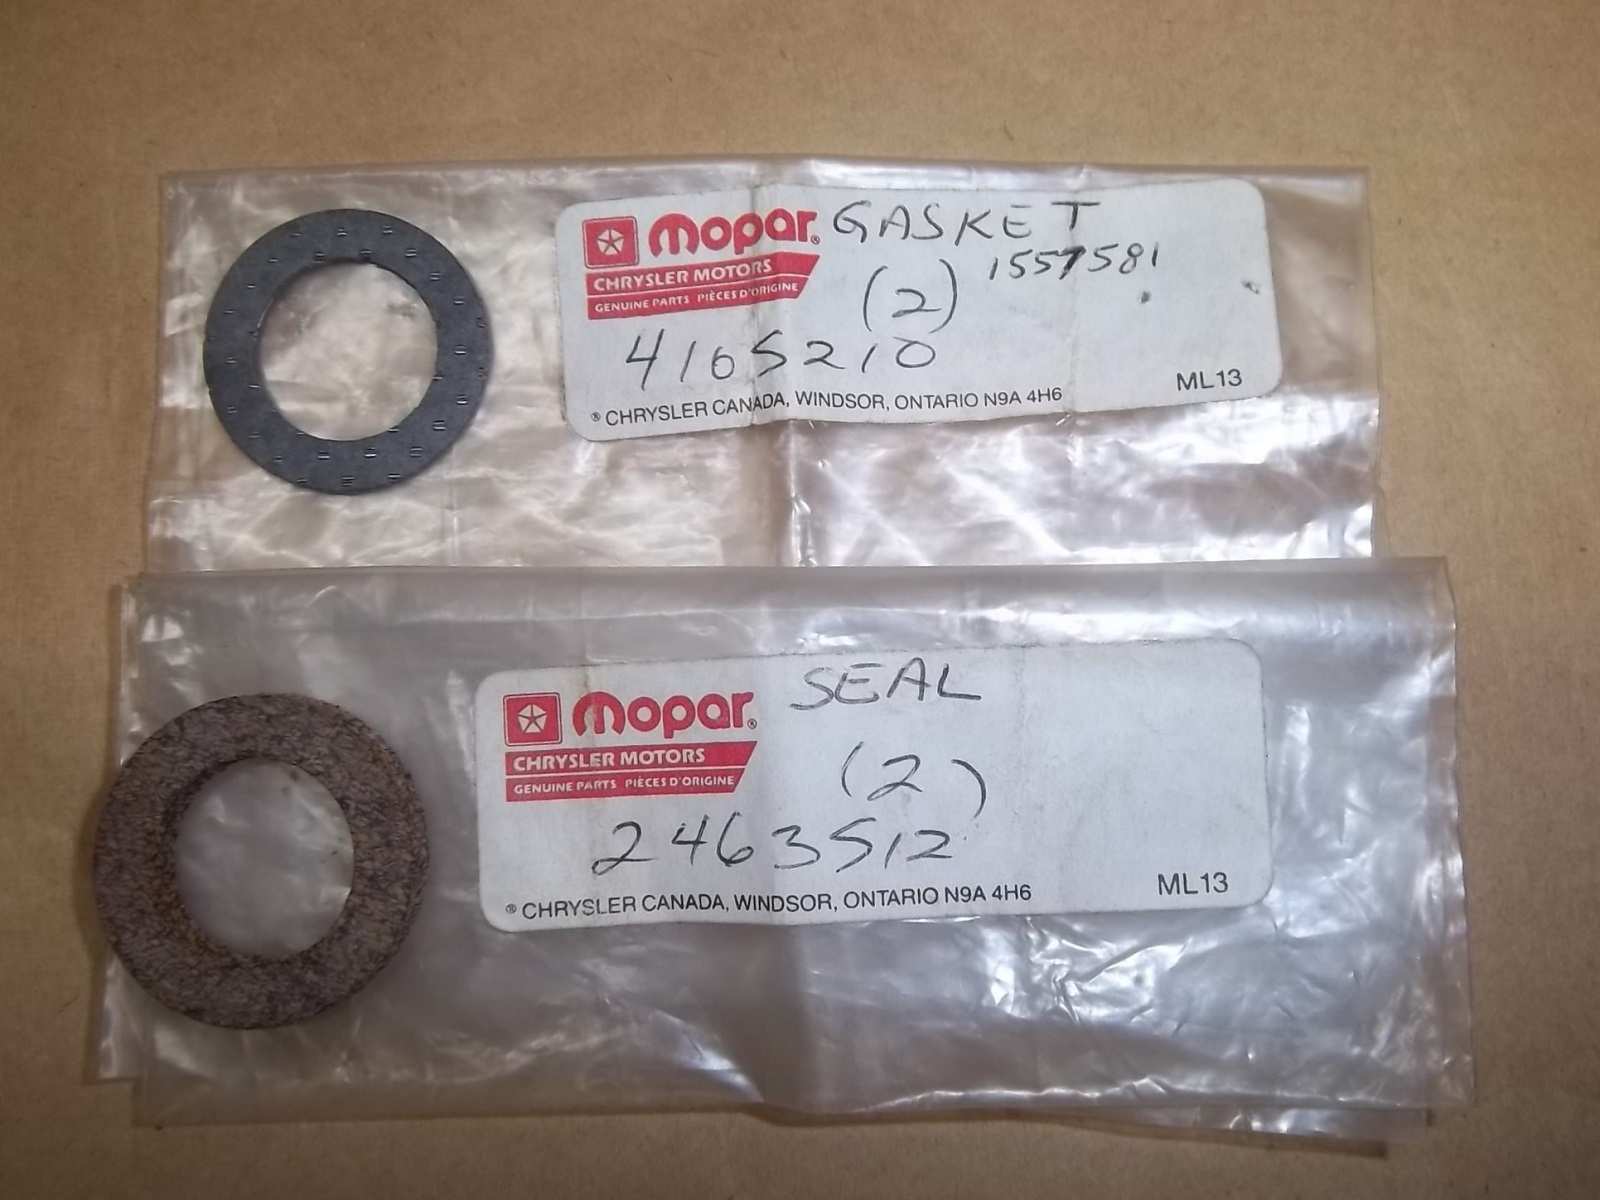 mopar® GASKET
CHRYSLER MOTORS (2) 1557581
GENUINE PARTS PIÈCES D'ORIGINE
4105210
® CHRYSLER CANADA, WINDSOR, ONTARIO N9A 4H6 ML13
mopar® SEAL
CHRYSLER MOTORS (2)
GENUINE PARTS PIÈCES D'ORIGINE
2463512
® CHRYSLER CANADA, WINDSOR, ONTARIO N9A 4H6 ML13